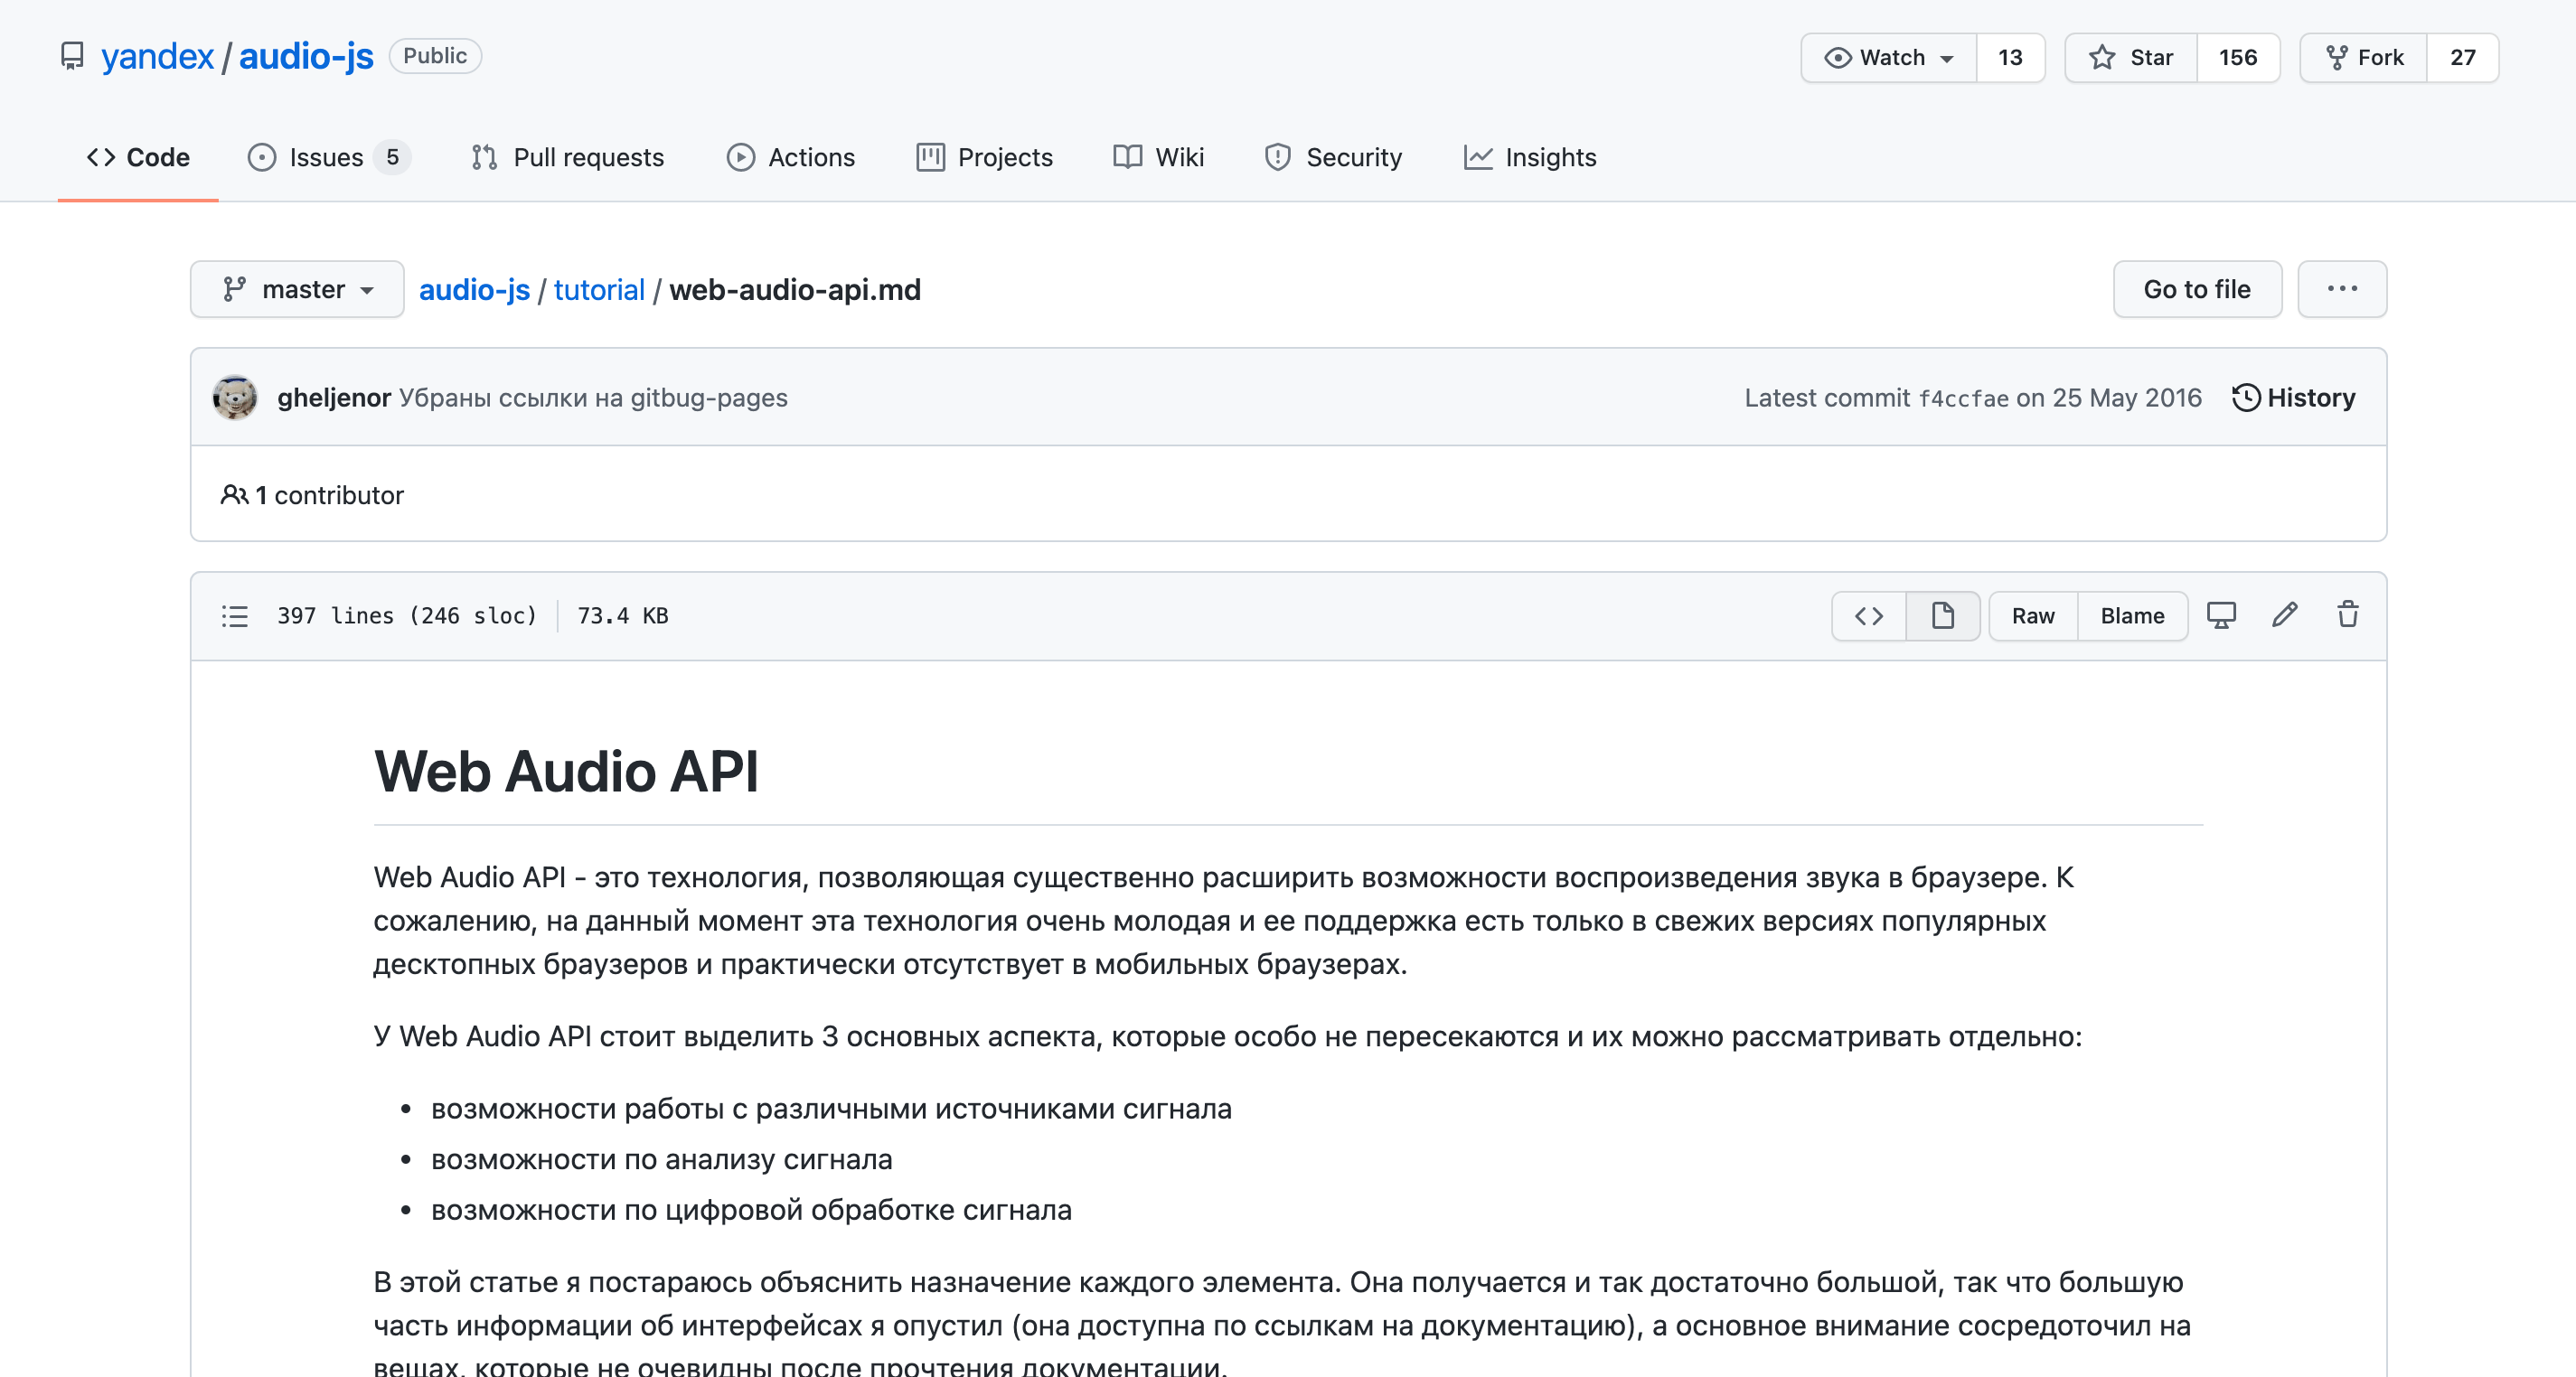 yandex / audio-js Public Watch 13 Star 156 Fork 27
Code Issues 5 Pull requests Actions Projects Wiki Security Insights
master audio-js / tutorial / web-audio-api.md Go to file ...
gheljenor Убраны ссылки на gitbug-pages Latest commit f4ccfae on 25 May 2016 History
1 contributor
397 lines (246 sloc) 73.4 KB <> Raw Blame
Web Audio API
Web Audio API - это технология, позволяющая существенно расширить возможности воспроизведения звука в браузере. К
сожалению, на данный момент эта технология очень молодая и ее поддержка есть только в свежих версиях популярных
десктопных браузеров и практически отсутствует в мобильных браузерах.
У Web Audio API стоит выделить 3 основных аспекта, которые особо не пересекаются и их можно рассматривать отдельно:
• возможности работы с различными источниками сигнала
• возможности по анализу сигнала
• возможности по цифровой обработке сигнала
В этой статье я постараюсь объяснить назначение каждого элемента. Она получается и так достаточно большой, так что большую
часть информации об интерфейсах я опустил (она доступна по ссылкам на документацию), а основное внимание сосредоточил на
вещах, которые не очевидны после прочтения документации.